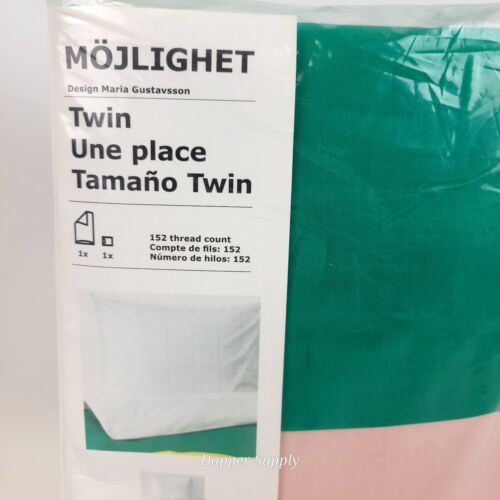 MÖJLIGHET
Design Maria Gustavsson
Twin
Une place
Tamaño Twin
1x 1x
152 thread count
Compte de fils: 152
Número de hilos: 152
Dapper Supply